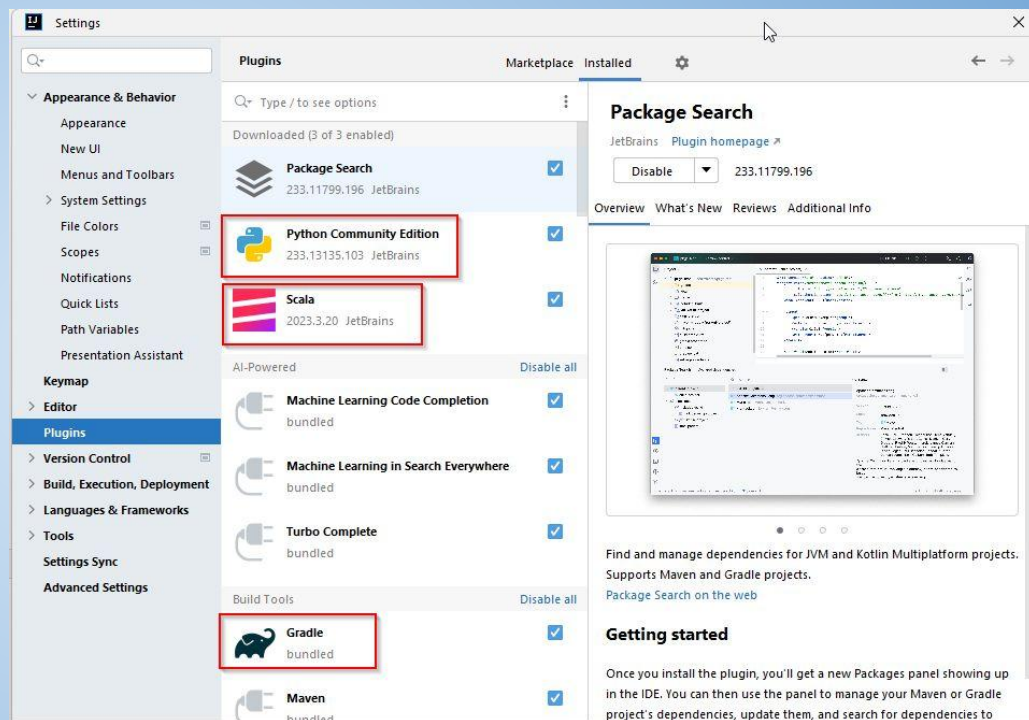 Settings
Appearance & Behavior
Appearance
New UI
Menus and Toolbars
System Settings
File Colors
Scopes
Notifications
Quick Lists
Path Variables
Presentation Assistant
Keymap
Editor
Plugins
Version Control
Build, Execution, Deployment
Languages & Frameworks
Tools
Settings Sync
Advanced Settings
Plugins
Marketplace Installed
Type / to see options
Downloaded (3 of 3 enabled)
Package Search
233.11799.196 JetBrains
Python Community Edition
233.13135.103 JetBrains
Scala
2023.3.20 JetBrains
AI-Powered Disable all
Machine Learning Code Completion
bundled
Machine Learning in Search Everywhere
bundled
Turbo Complete
bundled
Build Tools Disable all
Gradle
bundled
Maven
bundled
Package Search
JetBrains Plugin homepage ↗
Disable 233.11799.196
Overview What's New Reviews Additional Info
Find and manage dependencies for JVM and Kotlin Multiplatform projects.
Supports Maven and Gradle projects.
Package Search on the web
Getting started
Once you install the plugin, you'll get a new Packages panel showing up
in the IDE. You can then use the panel to manage your Maven or Gradle
project's dependencies, update them, and search for dependencies to